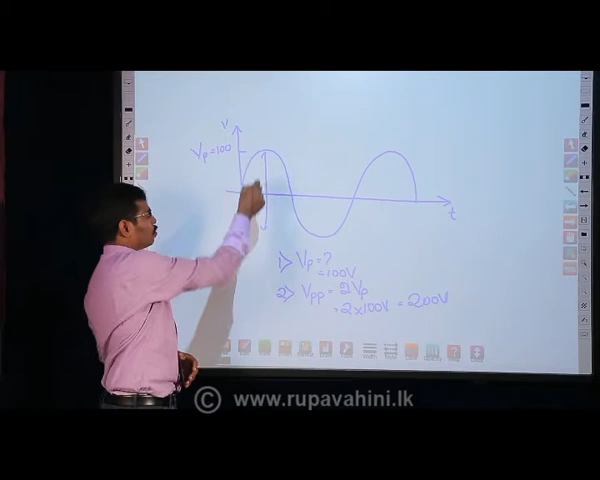 V
Vp=100
t
1> Vp = ?
= 100V
2> Vpp = 2Vp
= 2×100V = 200V
© www.rupavahini.lk